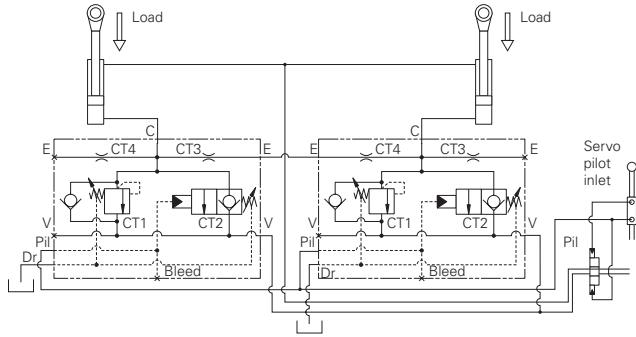 Load
Load
C
C
E
CT4
CT3
E
CT4
CT3
E
Servo
pilot
inlet
CT1
CT2
CT1
CT2
V
V
V
V
Pil
Pil
Pil
Dr
Bleed
Bleed
Dr